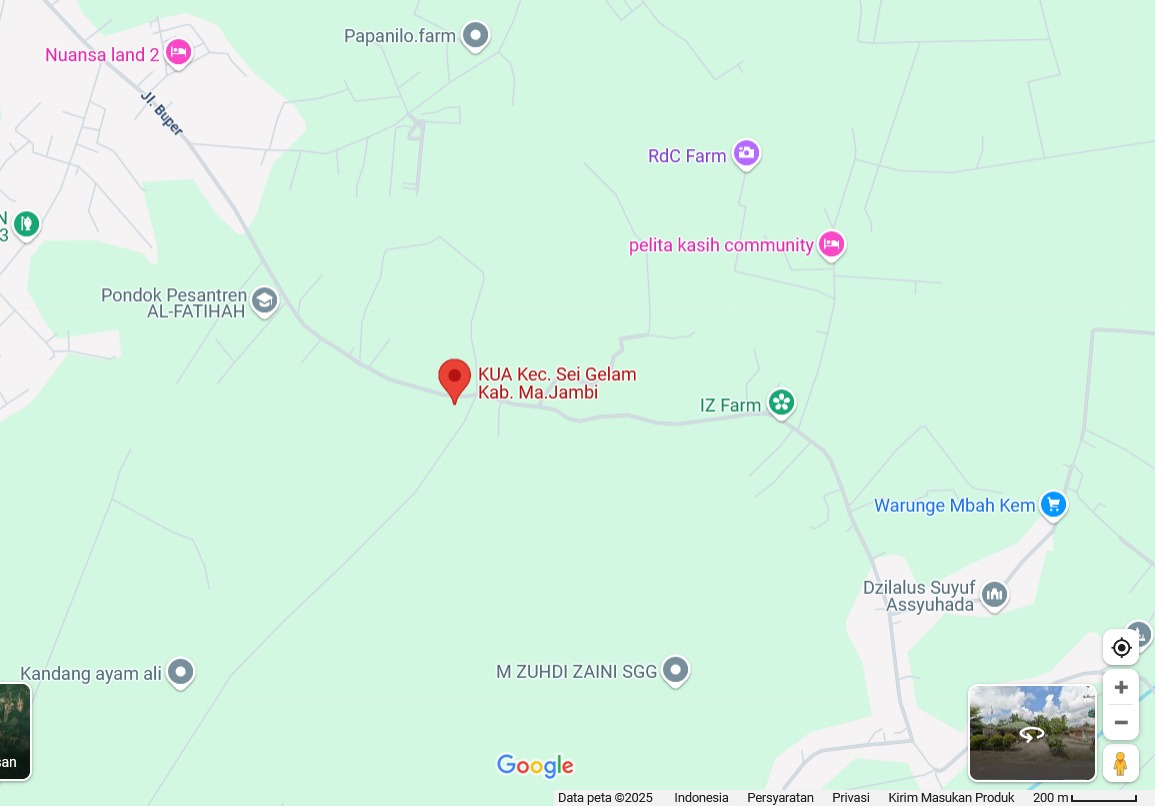 Papanilo.farm
Nuansa land 2
Jl. Buper
RdC Farm
N
3
pelita kasih community
Pondok Pesantren
AL-FATIHAH
KUA Kec. Sei Gelam
Kab. Ma.Jambi
IZ Farm
Warunge Mbah Kem
Dzilalus Suyuf
Assyuhada
Kandang ayam ali
M ZUHDI ZAINI SGG
san
Google
Data peta ©2025 Indonesia Persyaratan Privasi Kirim Masukan Produk 200 m